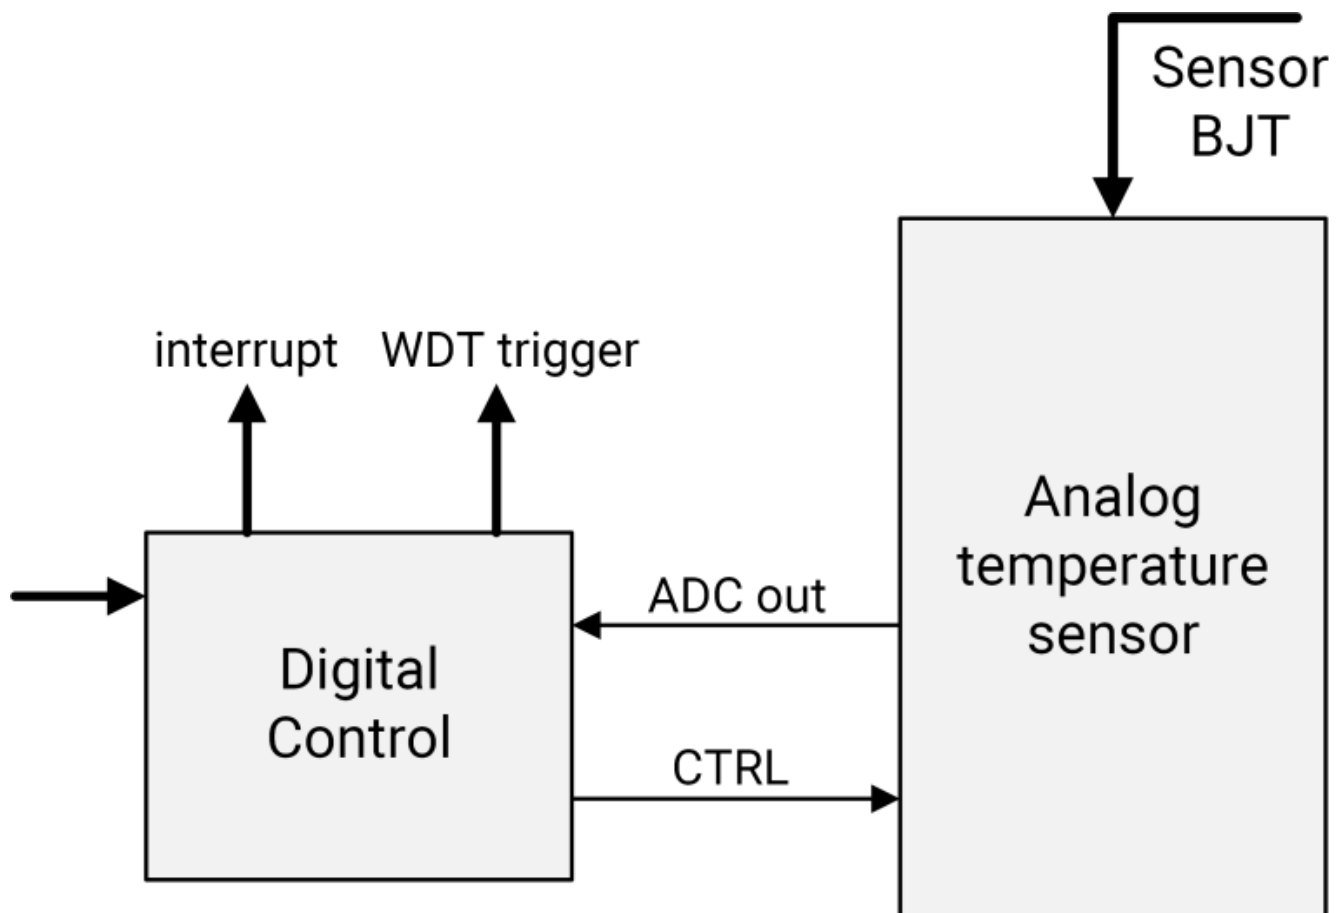 Sensor
BJT
interrupt
WDT trigger
Analog
temperature
sensor
ADC out
Digital
Control
CTRL